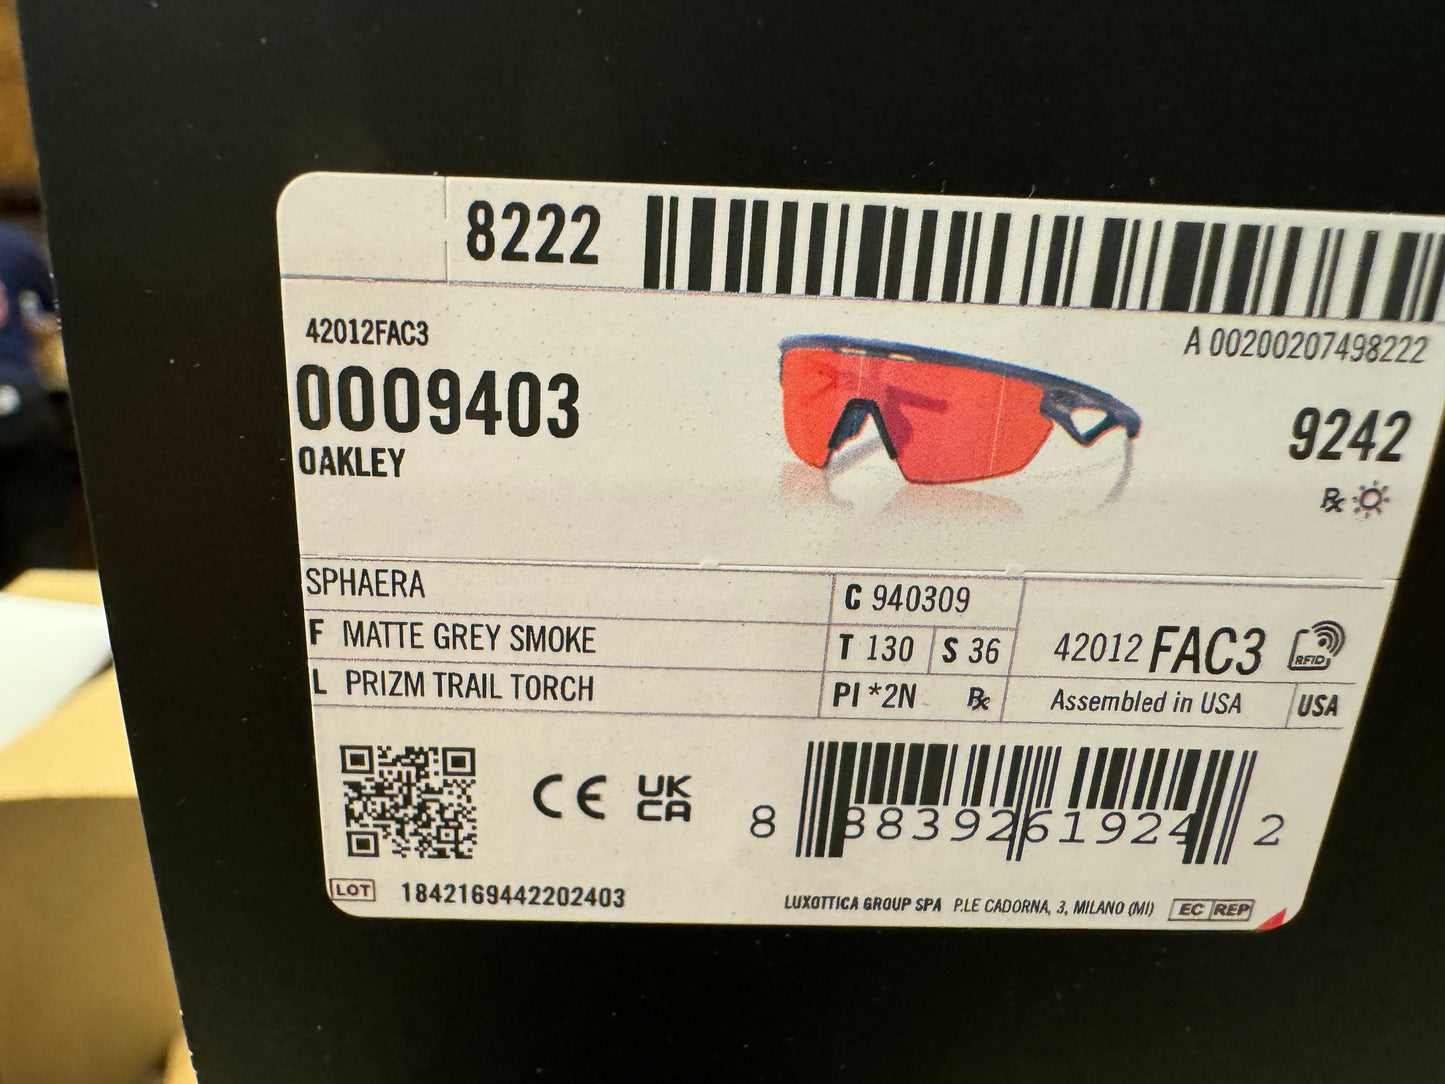 8222
42012FAC3
A 00200207498222
0009403
OAKLEY
9242
Rx
SPHAERA
C 940309
F MATTE GREY SMOKE
T 130 S 36
42012 FAC3
RFID
L PRIZM TRAIL TORCH
PI *2N Rx
Assembled in USA USA
CE UK
CA
8 88392 61924 2
LOT 1842169442202403
LUXOTTICA GROUP SPA P.LE CADORNA, 3, MILANO (MI) EC REP